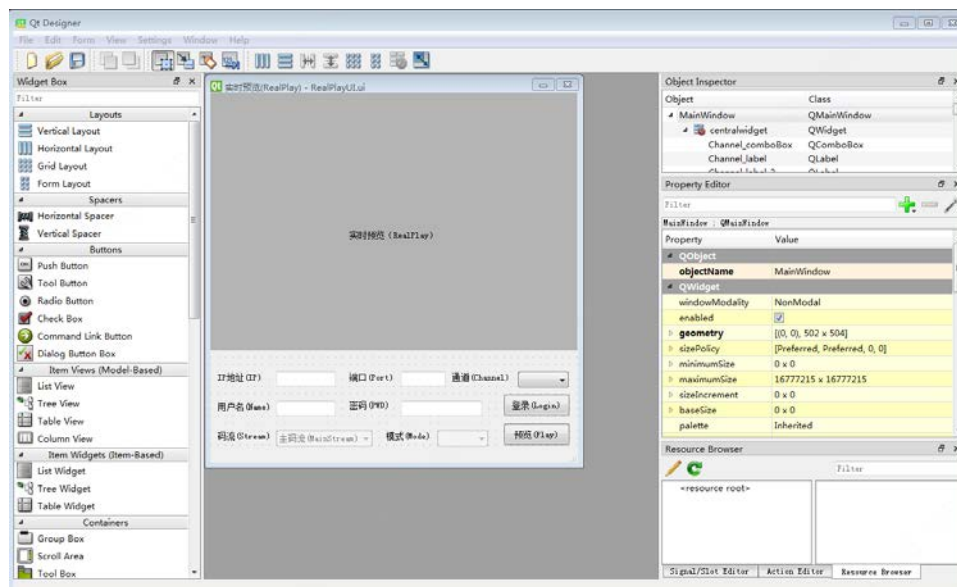 Qt Designer
File Edit Form View Settings Window Help
Widget Box
Filter
Layouts
Vertical Layout
Horizontal Layout
Grid Layout
Form Layout
Spacers
Horizontal Spacer
Vertical Spacer
Buttons
Push Button
Tool Button
Radio Button
Check Box
Command Link Button
Dialog Button Box
Item Views (Model-Based)
List View
Tree View
Table View
Column View
Item Widgets (Item-Based)
List Widget
Tree Widget
Table Widget
Containers
Group Box
Scroll Area
Tool Box
实时预览(RealPlay) - RealPlayUI.ui
实时预览(RealPlay)
IP地址(IP) 端口(Port) 通道(Channel)
用户名(Name) 密码(PWD) 登录(Login)
码流(Stream) 主码流(MainStream) 模式(Mode) 预览(Play)
Object Inspector
Object Class
MainWindow QMainWindow
centralwidget QWidget
Channel_comboBox QComboBox
Channel_label QLabel
Channel_label_2 QLabel
Property Editor
Filter
MainWindow : QMainWindow
Property Value
QObject
objectName MainWindow
QWidget
windowModality NonModal
enabled
geometry [(0, 0), 502 x 504]
sizePolicy [Preferred, Preferred, 0, 0]
minimumSize 0 x 0
maximumSize 16777215 x 16777215
sizeIncrement 0 x 0
baseSize 0 x 0
palette Inherited
Resource Browser
Filter
<resource root>
Signal/Slot Editor Action Editor Resource Browser